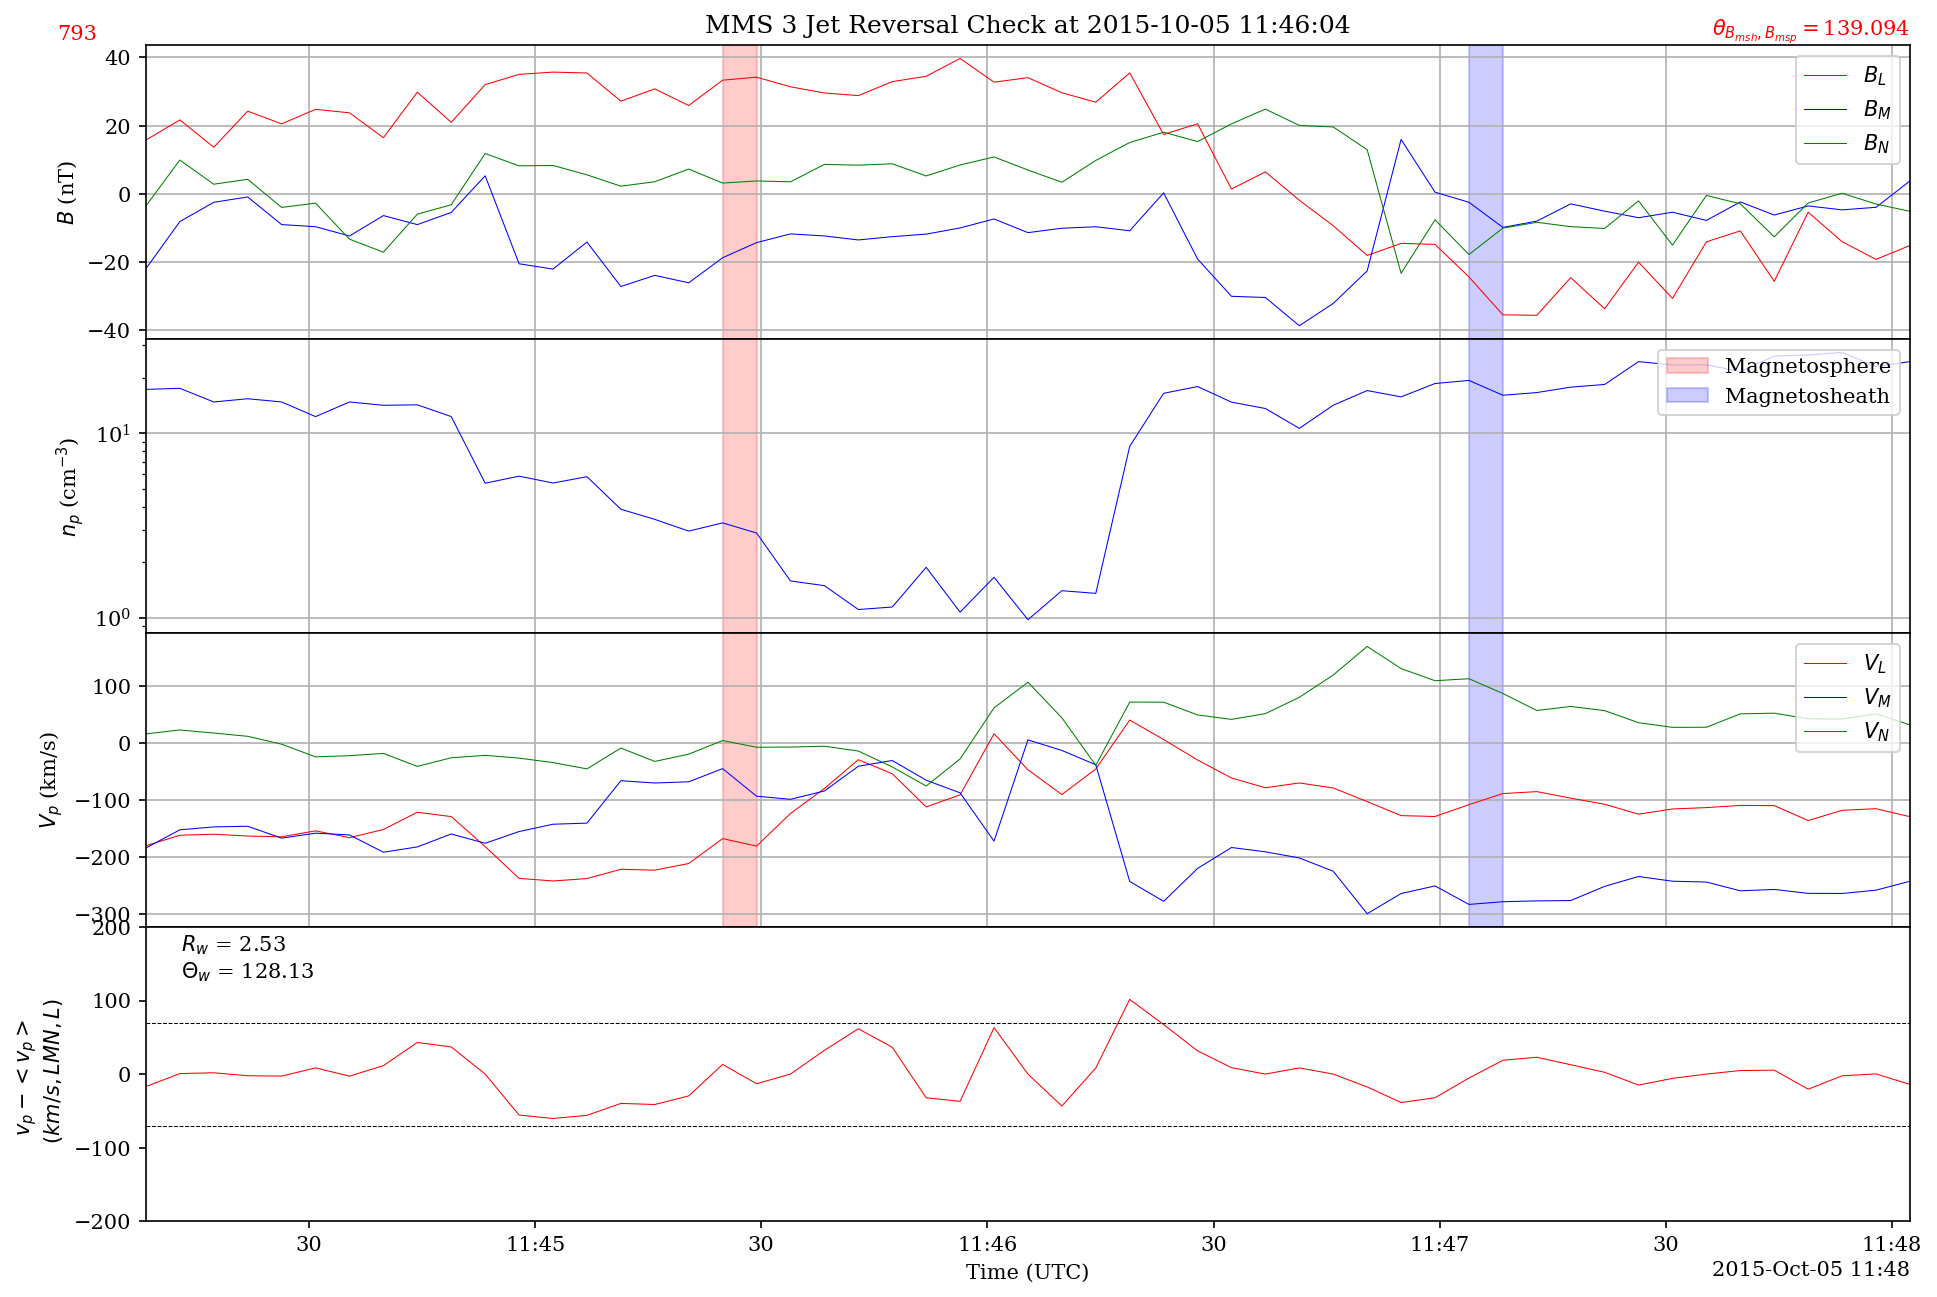 793
MMS 3 Jet Reversal Check at 2015-10-05 11:46:04
θ_{B_{msh}, B_{msp}} = 139.094
40
20
0
−20
−40
B (nT)
B_L
B_M
B_N
10^1
10^0
n_p (cm^{−3})
Magnetosphere
Magnetosheath
100
0
−100
−200
−300
V_p (km/s)
V_L
V_M
V_N
200
100
0
−100
−200
v_p − < v_p >
(km/s, LMN, L)
R_w = 2.53
Θ_w = 128.13
30
11:45
30
11:46
30
11:47
30
11:48
Time (UTC)
2015-Oct-05 11:48